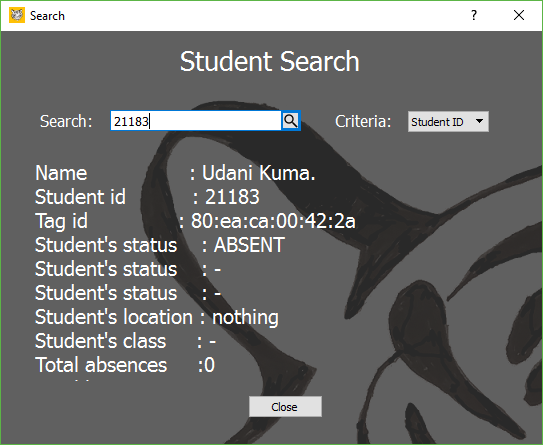 Search
?
Student Search
Search: 21183 Criteria: Student ID
Name : Udani Kuma.
Student id : 21183
Tag id : 80:ea:ca:00:42:2a
Student's status : ABSENT
Student's status : -
Student's status : -
Student's location : nothing
Student's class : -
Total absences :0
Close